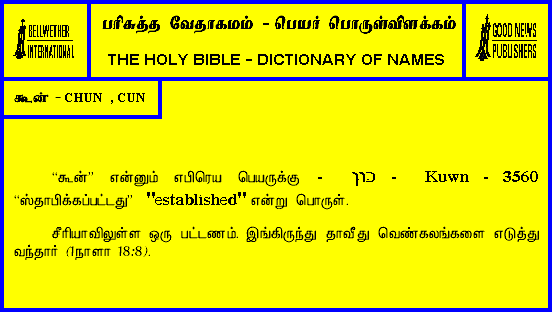 BELLWETHER
INTERNATIONAL
பரிசுத்த வேதாகமம் - பெயர் பொருள்விளக்கம்
THE HOLY BIBLE - DICTIONARY OF NAMES
GOOD NEWS
PUBLISHERS
கூன் - CHUN , CUN
“கூன்” என்னும் எபிரெய பெயருக்கு - כון - Kuwn - 3560
“ஸ்தாபிக்கப்பட்டது” "established" என்று பொருள்.
சீரியாவிலுள்ள ஒரு பட்டணம். இங்கிருந்து தாவீது வெண்கலங்களை எடுத்து
வந்தார் (1நாளா 18:8).